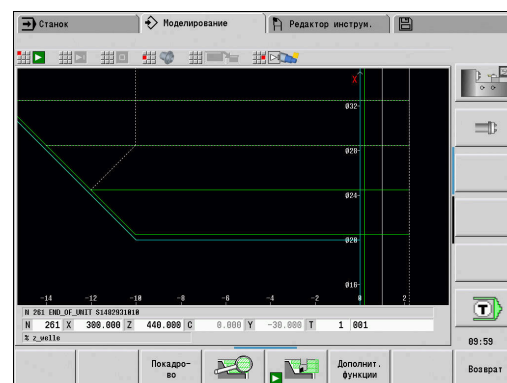 Станок
Моделирование
Редактор инструм.
X
ø32
ø28
ø24
ø20
ø16
-14 -12 -10 -8 -6 -4 -2 0 2
N 261 END_OF_UNIT S1482931010
N 261 X 300.000 Z 440.000 C 0.000 Y -30.000 T 1 001
% z_welle
T
09:59
Покадро-
во
Дополнит.
функции
Возврат